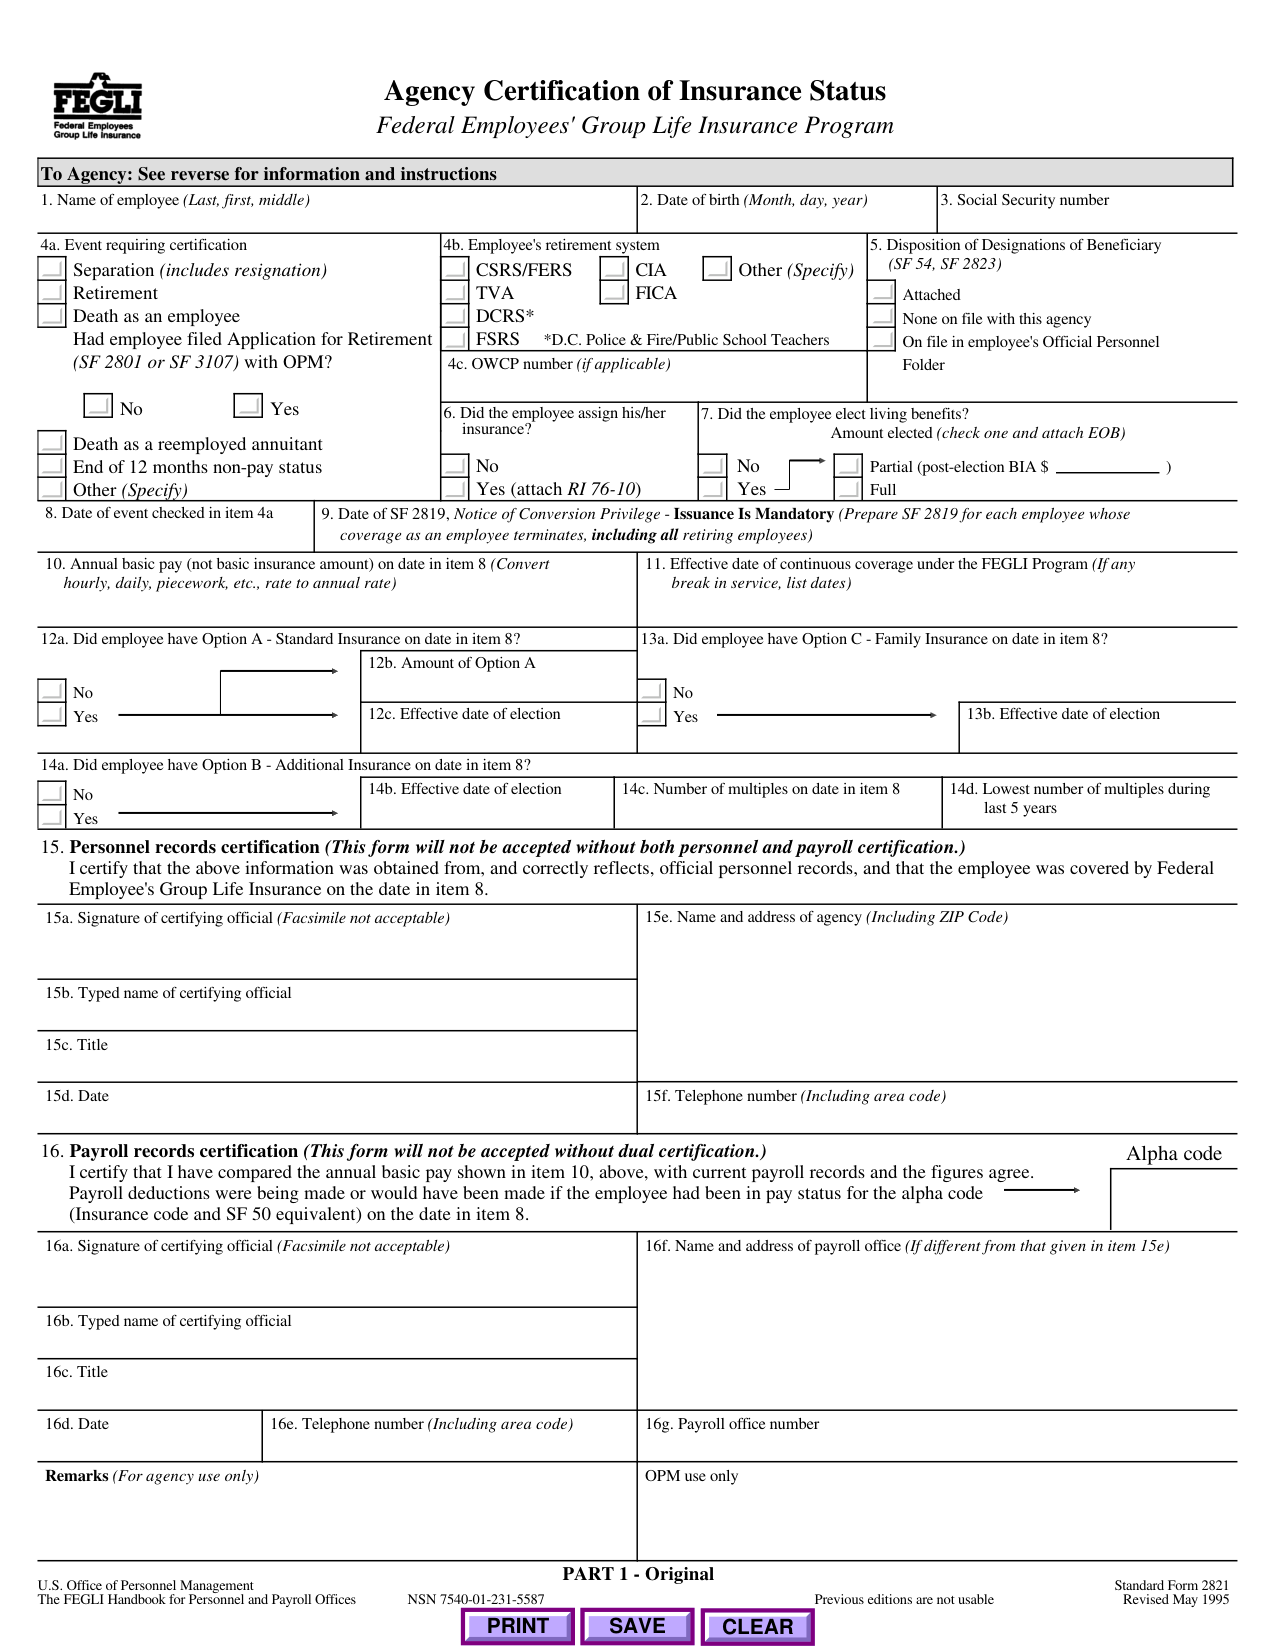 FEGLI
Federal Employees
Group Life Insurance
Agency Certification of Insurance Status
Federal Employees' Group Life Insurance Program
To Agency: See reverse for information and instructions
1. Name of employee (Last, first, middle)
2. Date of birth (Month, day, year)
3. Social Security number
4a. Event requiring certification
Separation (includes resignation)
Retirement
Death as an employee
Had employee filed Application for Retirement
(SF 2801 or SF 3107) with OPM?
No Yes
Death as a reemployed annuitant
End of 12 months non-pay status
Other (Specify)
4b. Employee's retirement system
CSRS/FERS CIA Other (Specify)
TVA FICA
DCRS*
FSRS *D.C. Police & Fire/Public School Teachers
4c. OWCP number (if applicable)
5. Disposition of Designations of Beneficiary
(SF 54, SF 2823)
Attached
None on file with this agency
On file in employee's Official Personnel
Folder
6. Did the employee assign his/her
insurance?
No
Yes (attach RI 76-10)
7. Did the employee elect living benefits?
Amount elected (check one and attach EOB)
No Partial (post-election BIA $ )
Yes Full
8. Date of event checked in item 4a
9. Date of SF 2819, Notice of Conversion Privilege - Issuance Is Mandatory (Prepare SF 2819 for each employee whose
coverage as an employee terminates, including all retiring employees)
10. Annual basic pay (not basic insurance amount) on date in item 8 (Convert
hourly, daily, piecework, etc., rate to annual rate)
11. Effective date of continuous coverage under the FEGLI Program (If any
break in service, list dates)
12a. Did employee have Option A - Standard Insurance on date in item 8?
No
Yes
12b. Amount of Option A
12c. Effective date of election
13a. Did employee have Option C - Family Insurance on date in item 8?
No
Yes
13b. Effective date of election
14a. Did employee have Option B - Additional Insurance on date in item 8?
No
Yes
14b. Effective date of election
14c. Number of multiples on date in item 8
14d. Lowest number of multiples during
last 5 years
15. Personnel records certification (This form will not be accepted without both personnel and payroll certification.)
I certify that the above information was obtained from, and correctly reflects, official personnel records, and that the employee was covered by Federal
Employee's Group Life Insurance on the date in item 8.
15a. Signature of certifying official (Facsimile not acceptable)
15b. Typed name of certifying official
15c. Title
15d. Date
15e. Name and address of agency (Including ZIP Code)
15f. Telephone number (Including area code)
16. Payroll records certification (This form will not be accepted without dual certification.)
I certify that I have compared the annual basic pay shown in item 10, above, with current payroll records and the figures agree.
Payroll deductions were being made or would have been made if the employee had been in pay status for the alpha code
(Insurance code and SF 50 equivalent) on the date in item 8.
Alpha code
16a. Signature of certifying official (Facsimile not acceptable)
16b. Typed name of certifying official
16c. Title
16d. Date
16e. Telephone number (Including area code)
16f. Name and address of payroll office (If different from that given in item 15e)
16g. Payroll office number
Remarks (For agency use only)
OPM use only
PART 1 - Original
U.S. Office of Personnel Management
The FEGLI Handbook for Personnel and Payroll Offices
NSN 7540-01-231-5587
Previous editions are not usable
Standard Form 2821
Revised May 1995
PRINT SAVE CLEAR